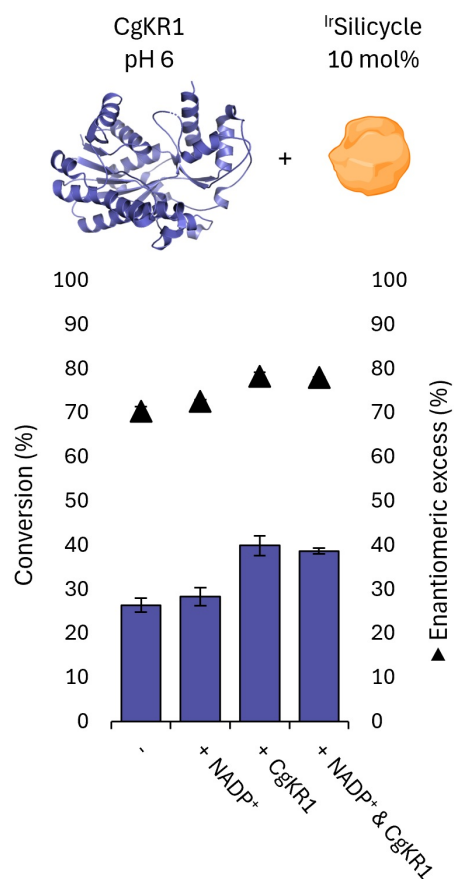 CgKR1
pH 6
IrSilicycle
10 mol%
+
100
90
80
70
60
50
40
30
20
10
0
Conversion (%)
100
90
80
70
60
50
40
30
20
10
0
▲ Enantiomeric excess (%)
-
+ NADP⁺
+ CgKR1
+ NADP⁺ & CgKR1